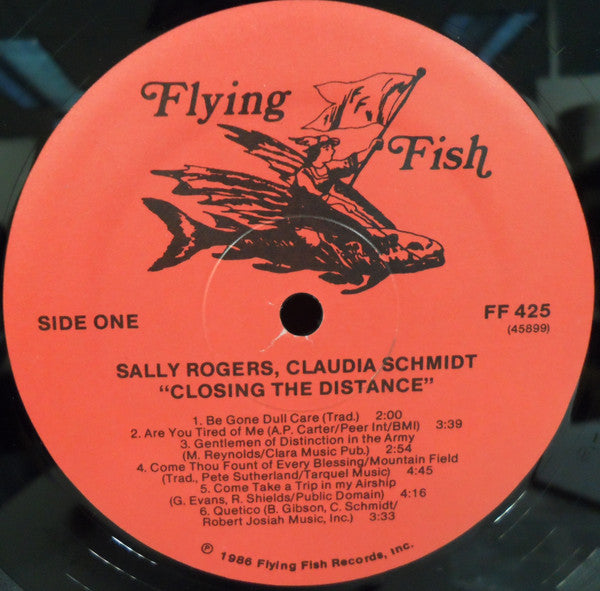 Flying
Fish
SIDE ONE
FF 425
(45899)
SALLY ROGERS, CLAUDIA SCHMIDT
“CLOSING THE DISTANCE”
1. Be Gone Dull Care (Trad.) 2:00
2. Are You Tired of Me (A.P. Carter/Peer Int/BMI) 3:39
3. Gentlemen of Distinction in the Army
(M. Reynolds/Clara Music Pub.) 2:54
4. Come Thou Fount of Every Blessing/Mountain Field
(Trad., Pete Sutherland/Tarquel Music) 4:45
5. Come Take a Trip in my Airship
(G. Evans, R. Shields/Public Domain) 4:16
6. Quetico (B. Gibson, C. Schmidt/
Robert Josiah Music, Inc.) 3:33
℗ 1986 Flying Fish Records, Inc.